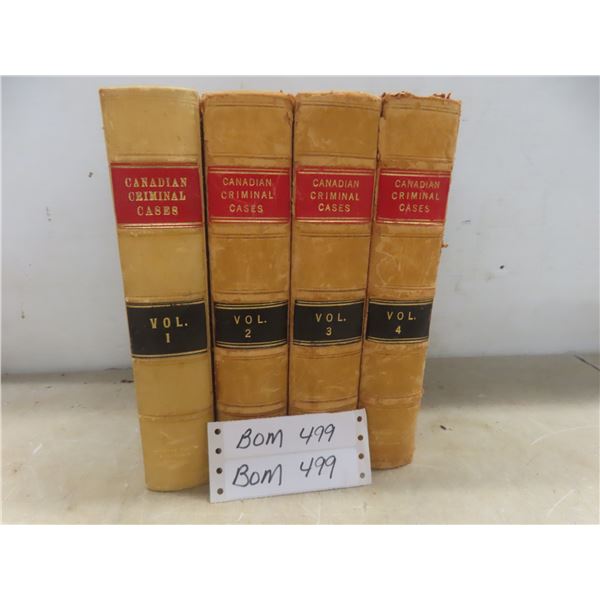 CANADIAN
CRIMINAL
CASES
VOL.
1
CANADIAN
CRIMINAL
CASES
VOL.
2
CANADIAN
CRIMINAL
CASES
VOL.
3
CANADIAN
CRIMINAL
CASES
VOL.
4
BOM 499
BOM 499